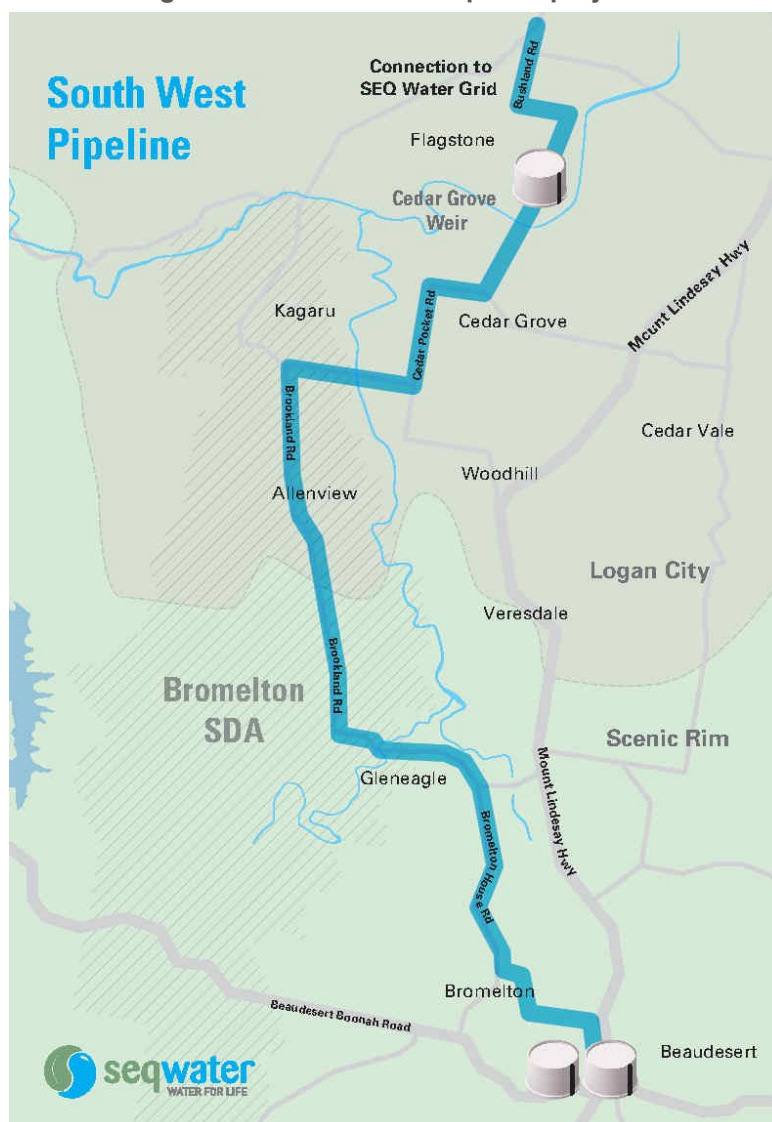 South West
Pipeline
Connection to
SEQ Water Grid
Bushland Rd
Flagstone
Cedar Grove
Weir
Mount Lindesay Hwy
Kagaru
Cedar Pocket Rd
Cedar Grove
Brookland Rd
Cedar Vale
Woodhill
Allenview
Logan City
Veresdale
Brookland Rd
Bromelton
SDA
Scenic Rim
Gleneagle
Mount Lindesay Hwy
Bromelton House Rd
Bromelton
Beaudesert Boonah Road
Beaudesert
seqwater
WATER FOR LIFE